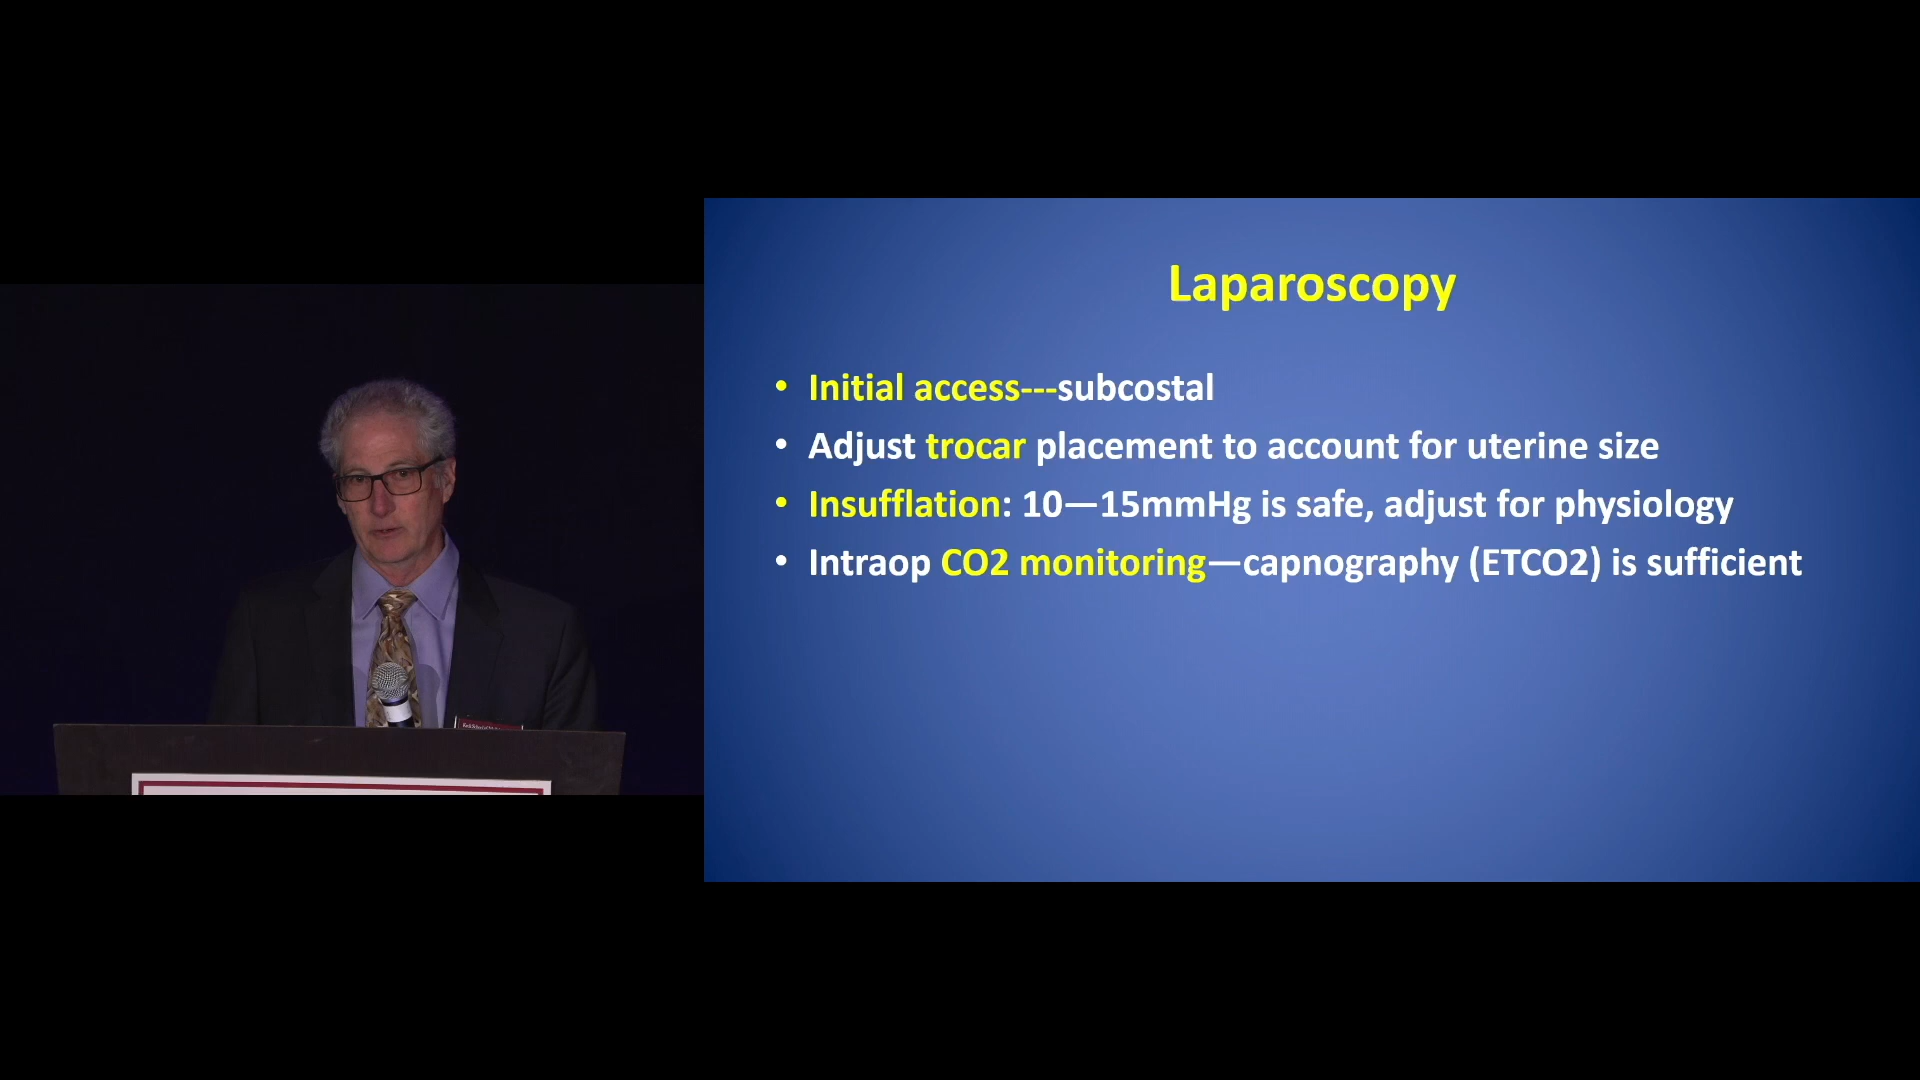 Laparoscopy
• Initial access---subcostal
• Adjust trocar placement to account for uterine size
• Insufflation: 10—15mmHg is safe, adjust for physiology
• Intraop CO2 monitoring—capnography (ETCO2) is sufficient